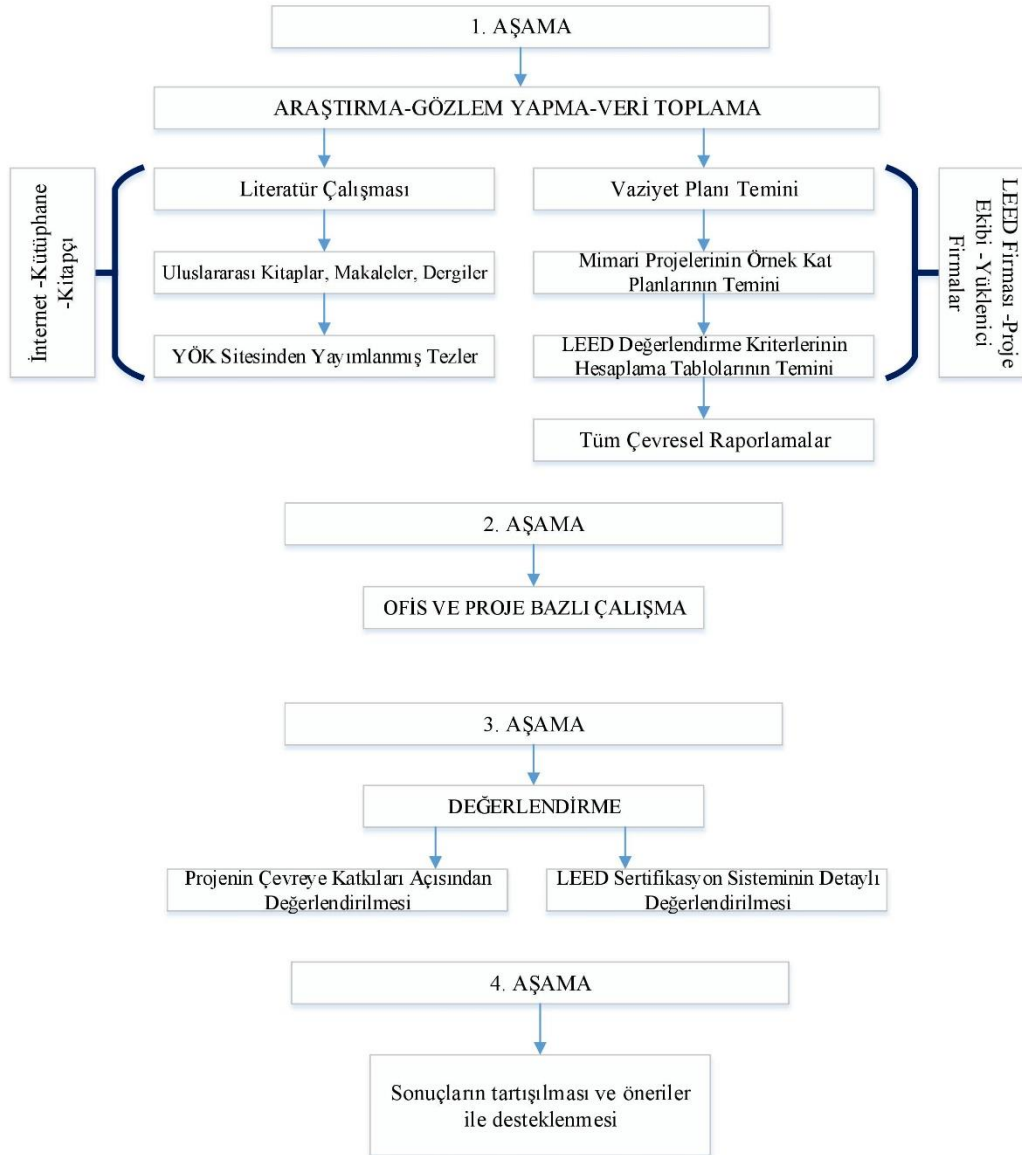 1. AŞAMA
ARAŞTIRMA-GÖZLEM YAPMA-VERİ TOPLAMA
İnternet -Kütüphane
-Kitapçı
Literatür Çalışması
Uluslararası Kitaplar, Makaleler, Dergiler
YÖK Sitesinden Yayımlanmış Tezler
Vaziyet Planı Temini
Mimari Projelerinin Örnek Kat
Planlarının Temini
LEED Değerlendirme Kriterlerinin
Hesaplama Tablolarının Temini
Tüm Çevresel Raporlamalar
LEED Firması -Proje
Ekibi -Yüklenici
Firmalar
2. AŞAMA
OFİS VE PROJE BAZLI ÇALIŞMA
3. AŞAMA
DEĞERLENDİRME
Projenin Çevreye Katkıları Açısından
Değerlendirilmesi
LEED Sertifikasyon Sisteminin Detaylı
Değerlendirilmesi
4. AŞAMA
Sonuçların tartışılması ve öneriler
ile desteklenmesi